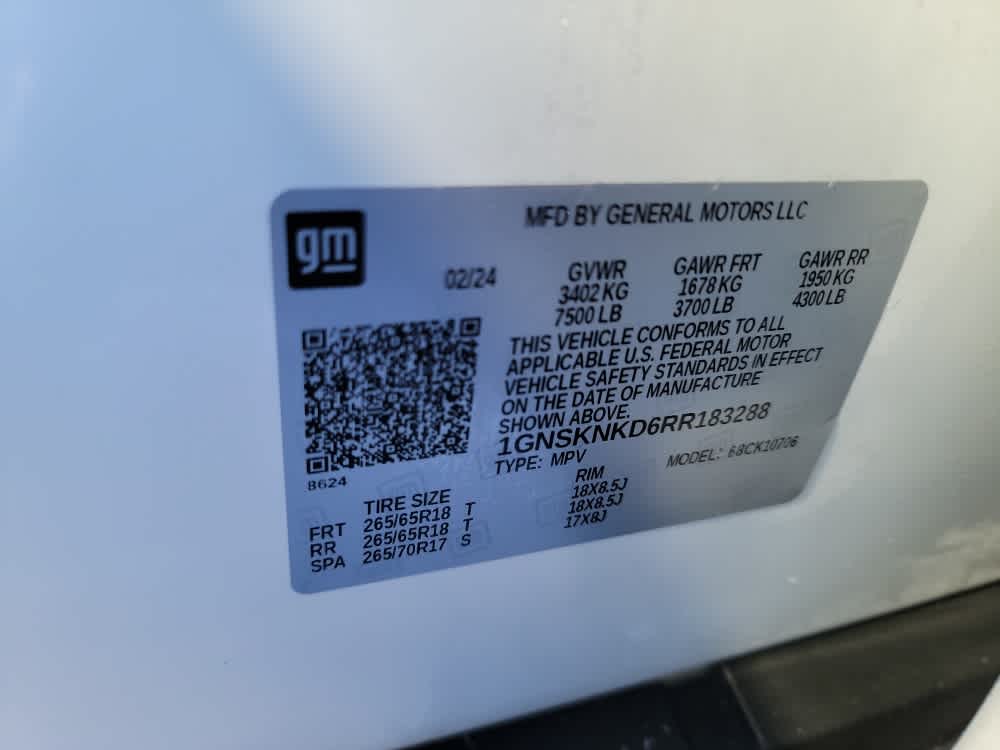 gm
MFD BY GENERAL MOTORS LLC
02/24 GVWR GAWR FRT GAWR RR
3402 KG 1678 KG 1950 KG
7500 LB 3700 LB 4300 LB
THIS VEHICLE CONFORMS TO ALL
APPLICABLE U.S. FEDERAL MOTOR
VEHICLE SAFETY STANDARDS IN EFFECT
ON THE DATE OF MANUFACTURE
SHOWN ABOVE.
1GNSKNKD6RR183288
TYPE: MPV MODEL:
8624
TIRE SIZE RIM
FRT 265/65R18 T 18X8.5J
RR 265/65R18 T 18X8.5J
SPA 265/70R17 S 17X8J